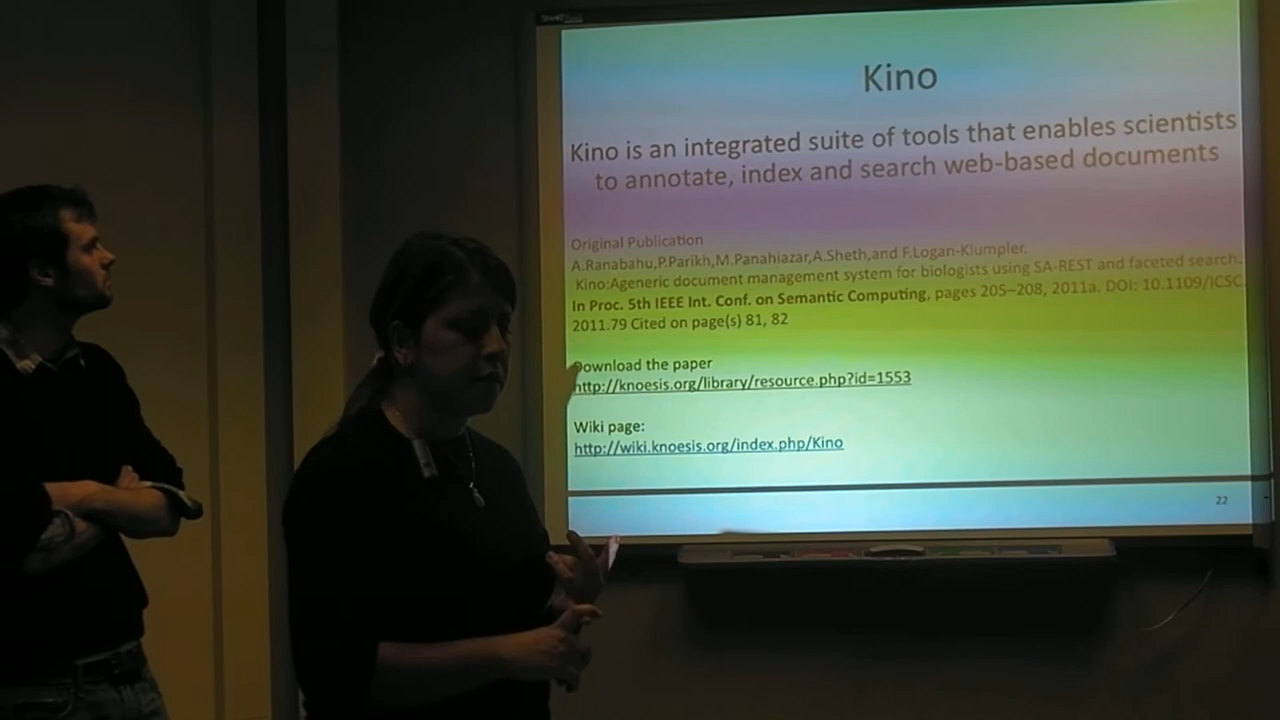 Kino
Kino is an integrated suite of tools that enables scientists
to annotate, index and search web-based documents
Original Publication
A.Ranabahu,P.Parikh,M.Panahiazar,A.Sheth,and F.Logan-Klumpler.
Kino:Ageneric document management system for biologists using SA-REST and faceted search.
In Proc. 5th IEEE Int. Conf. on Semantic Computing, pages 205–208, 2011a. DOI: 10.1109/ICSC.
2011.79 Cited on page(s) 81, 82
Download the paper
http://knoesis.org/library/resource.php?id=1553
Wiki page:
http://wiki.knoesis.org/index.php/Kino
22